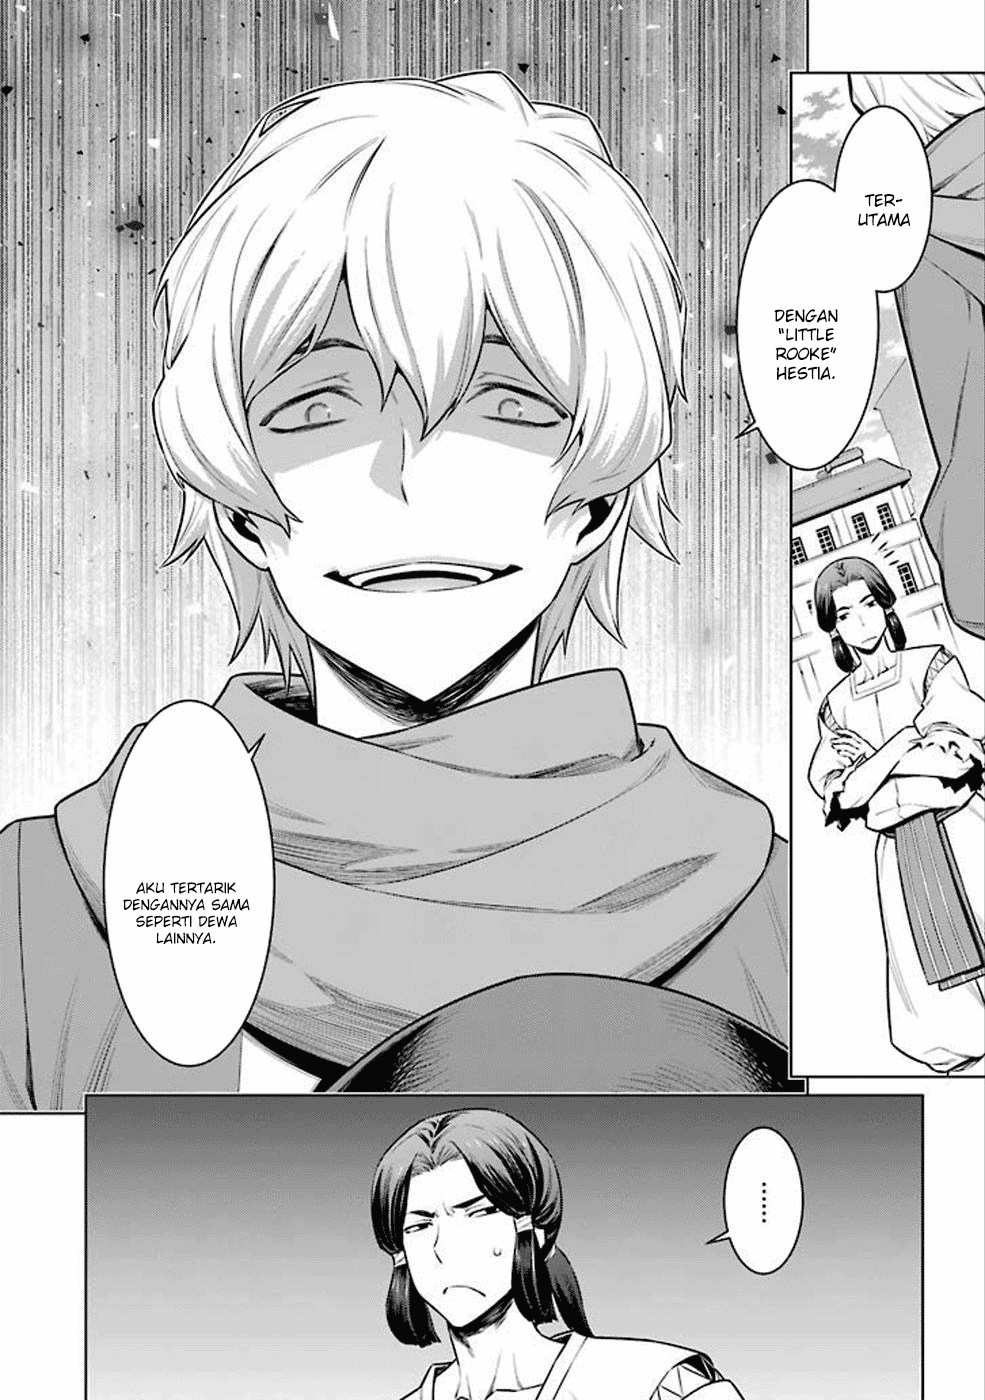 TER-
UTAMA
DENGAN
"LITTLE
ROOKE"
HESTIA.
AKU TERTARIK
DENGANNYA SAMA
SEPERTI DEWA
LAINNYA.
......